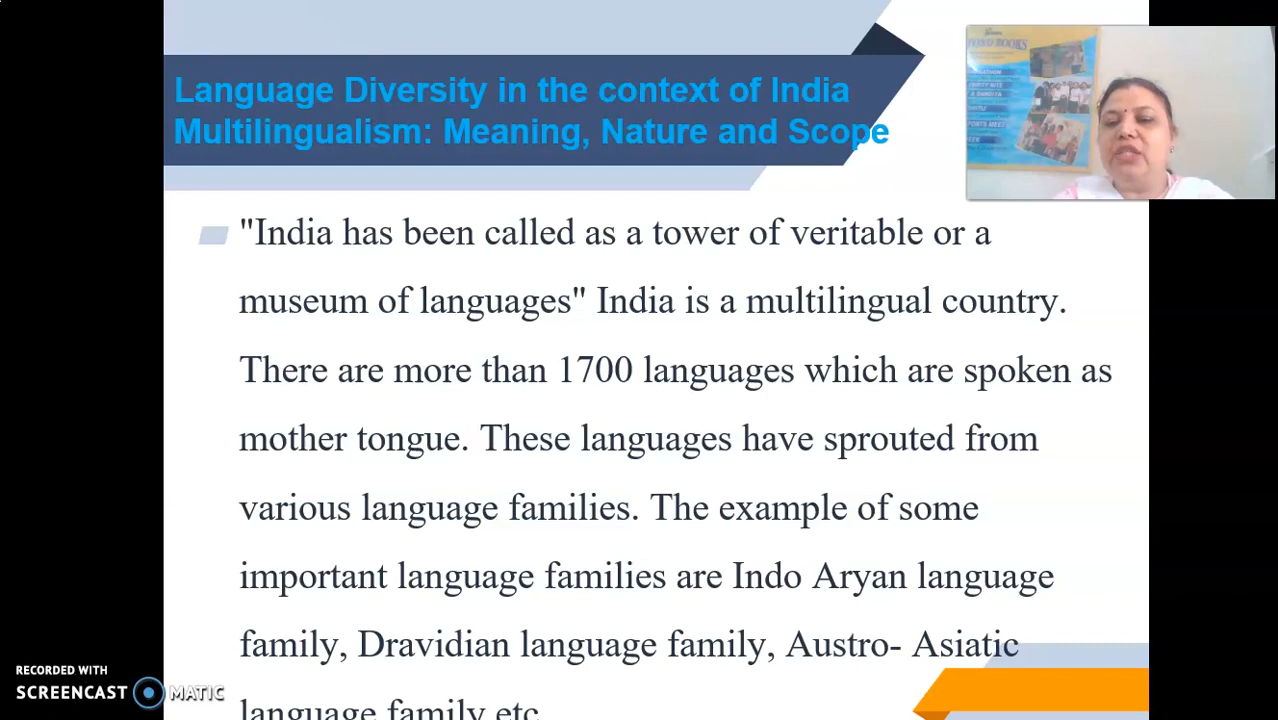 Language Diversity in the context of India
Multilingualism: Meaning, Nature and Scope
"India has been called as a tower of veritable or a
museum of languages" India is a multilingual country.
There are more than 1700 languages which are spoken as
mother tongue. These languages have sprouted from
various language families. The example of some
important language families are Indo Aryan language
family, Dravidian language family, Austro- Asiatic
language family etc
RECORDED WITH
SCREENCAST MATIC